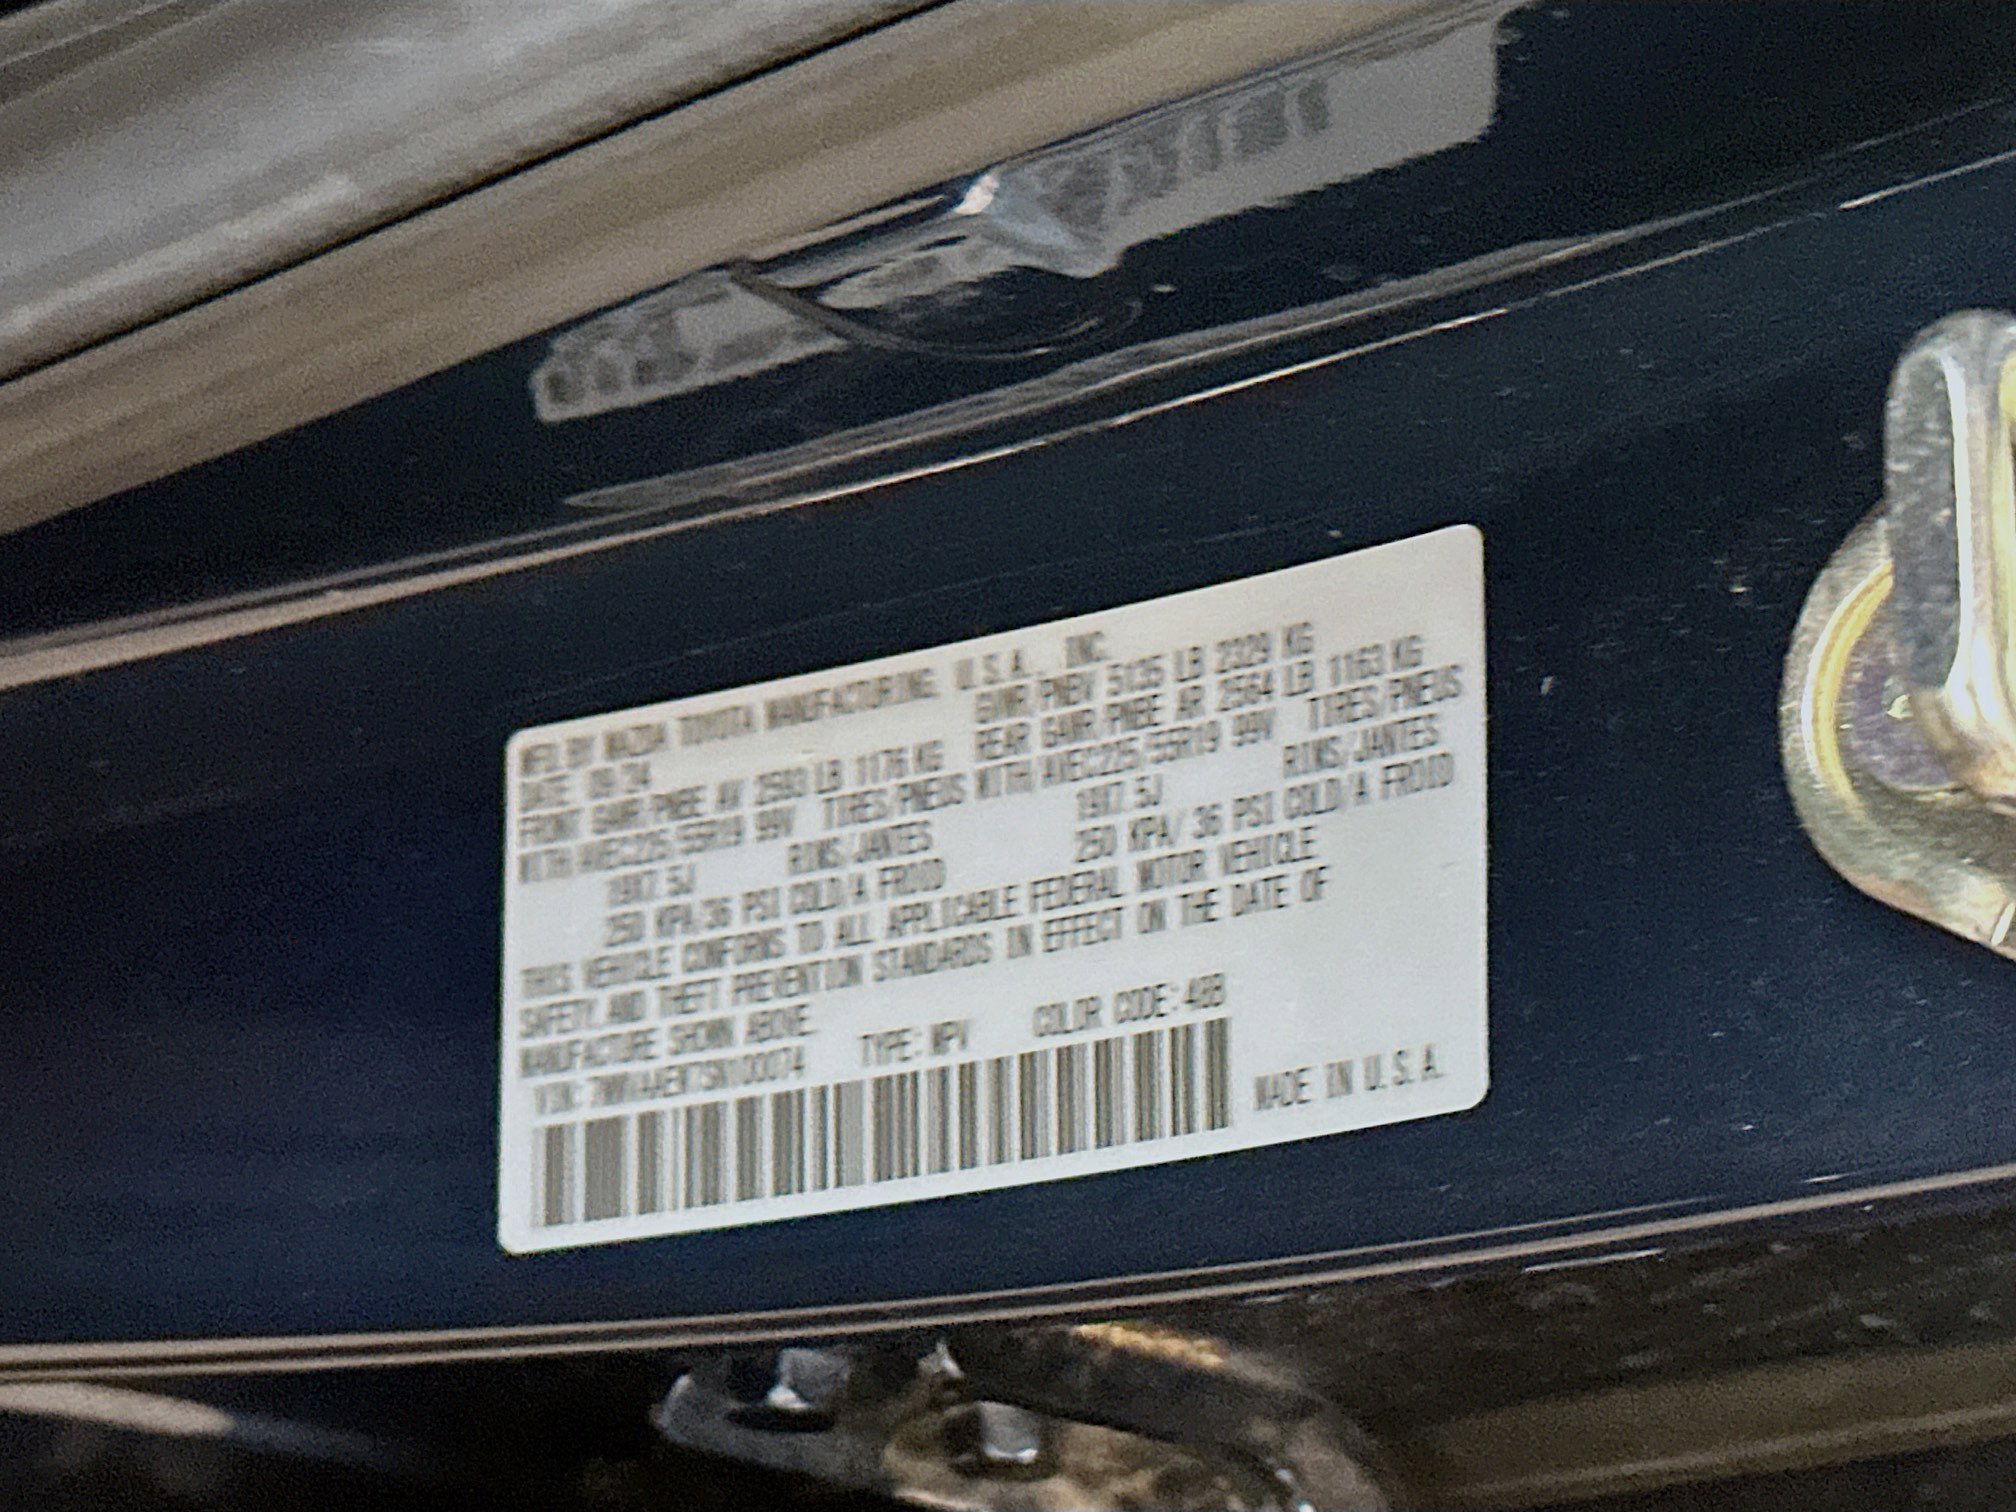 MFD. BY MAZDA TOYOTA MANUFACTURING U.S.A., INC.
DATE 09/24 GVWR/PNBV 5135 LB 2329 KG
FRONT GAWR/PNBE AV 2593 LB 1176 KG REAR GAWR/PNBE AR 2564 LB 1163 KG
WITH/AVEC225/55R19 99V TIRES/PNEUS WITH/AVEC225/55R19 99V TIRES/PNEUS
19X7.5J RIMS/JANTES 19X7.5J RIMS/JANTES
250 KPA/36 PSI COLD/A FROID 250 KPA/ 36 PSI COLD/A FROID
THIS VEHICLE CONFORMS TO ALL APPLICABLE FEDERAL MOTOR VEHICLE
SAFETY, AND THEFT PREVENTION STANDARDS IN EFFECT ON THE DATE OF
MANUFACTURE SHOWN ABOVE.
VIN: TYPE: MPV COLOR CODE:
MADE IN U.S.A.